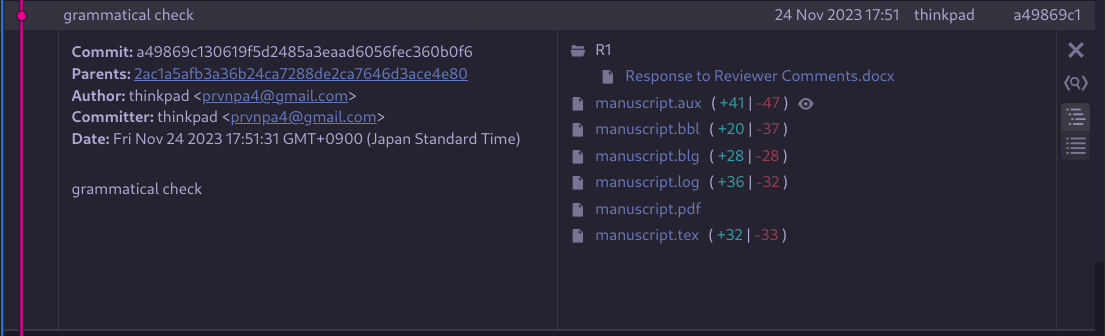 grammatical check 24 Nov 2023 17:51 thinkpad a49869c1
Commit: a49869c130619f5d2485a3eaad6056fec360b0f6
Parents: 2ac1a5afb3a36b24ca7288de2ca7646d3ace4e80
Author: thinkpad <prvnpa4@gmail.com>
Committer: thinkpad <prvnpa4@gmail.com>
Date: Fri Nov 24 2023 17:51:31 GMT+0900 (Japan Standard Time)
grammatical check
R1
Response to Reviewer Comments.docx
manuscript.aux (+41|-47)
manuscript.bbl (+20|-37)
manuscript.blg (+28|-28)
manuscript.log (+36|-32)
manuscript.pdf
manuscript.tex (+32|-33)